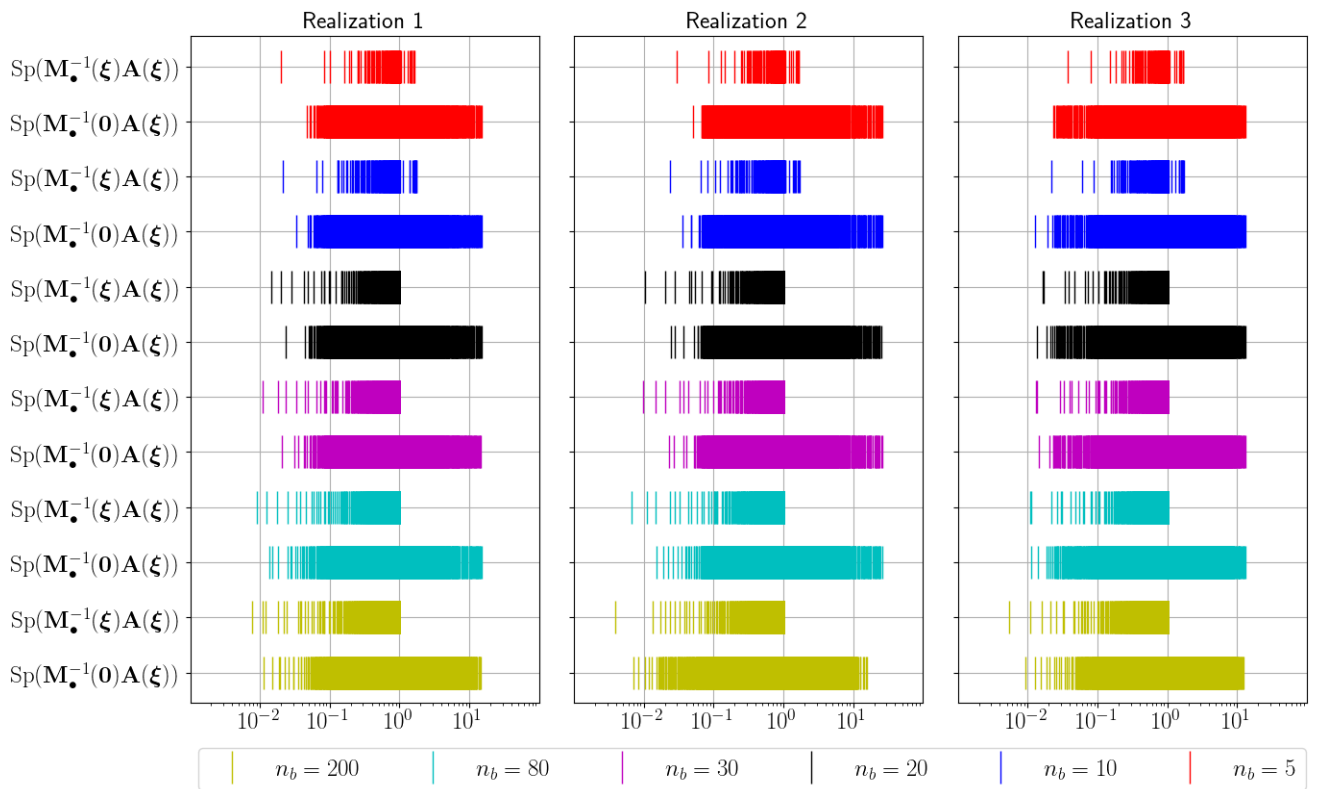 Realization 1 Realization 2 Realization 3
Sp(M•⁻¹(ξ)A(ξ))
Sp(M•⁻¹(0)A(ξ))
Sp(M•⁻¹(ξ)A(ξ))
Sp(M•⁻¹(0)A(ξ))
Sp(M•⁻¹(ξ)A(ξ))
Sp(M•⁻¹(0)A(ξ))
Sp(M•⁻¹(ξ)A(ξ))
Sp(M•⁻¹(0)A(ξ))
Sp(M•⁻¹(ξ)A(ξ))
Sp(M•⁻¹(0)A(ξ))
Sp(M•⁻¹(ξ)A(ξ))
Sp(M•⁻¹(0)A(ξ))
10⁻² 10⁻¹ 10⁰ 10¹ 10⁻² 10⁻¹ 10⁰ 10¹ 10⁻² 10⁻¹ 10⁰ 10¹
n_b = 200 n_b = 80 n_b = 30 n_b = 20 n_b = 10 n_b = 5